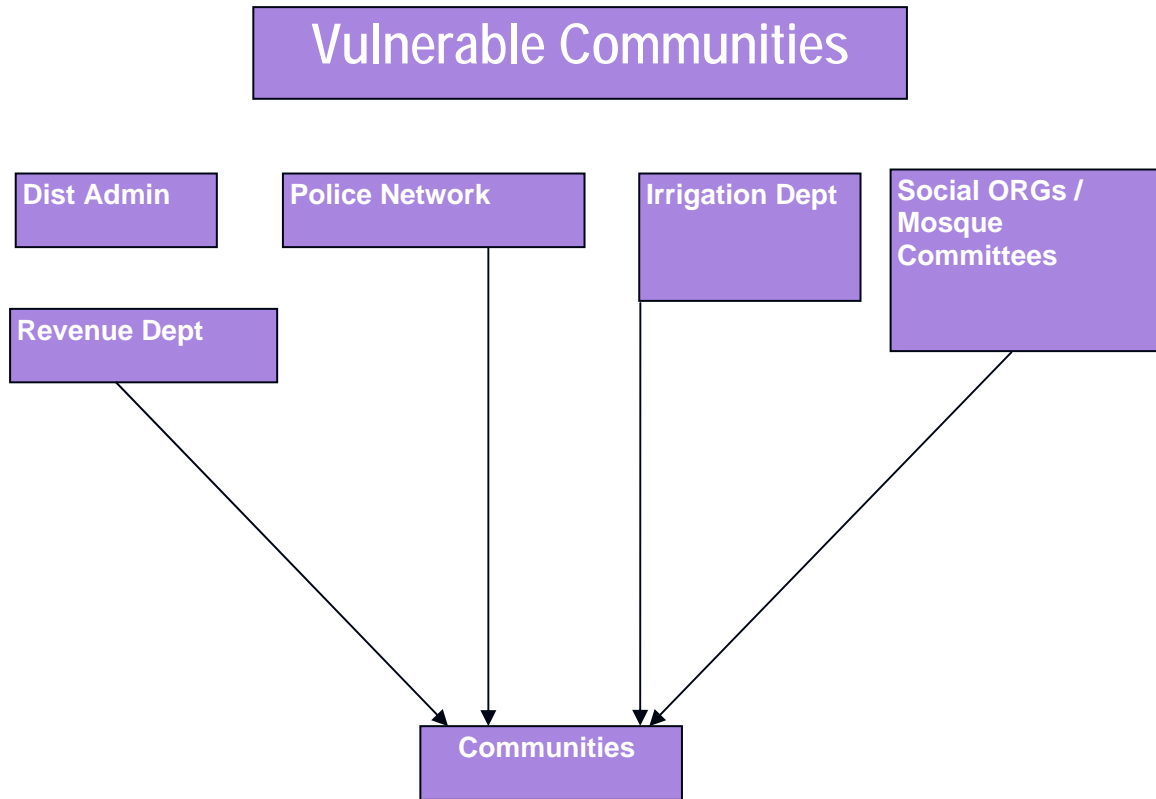 Vulnerable Communities
Dist Admin
Police Network
Irrigation Dept
Social ORGs /
Mosque
Committees
Revenue Dept
Communities